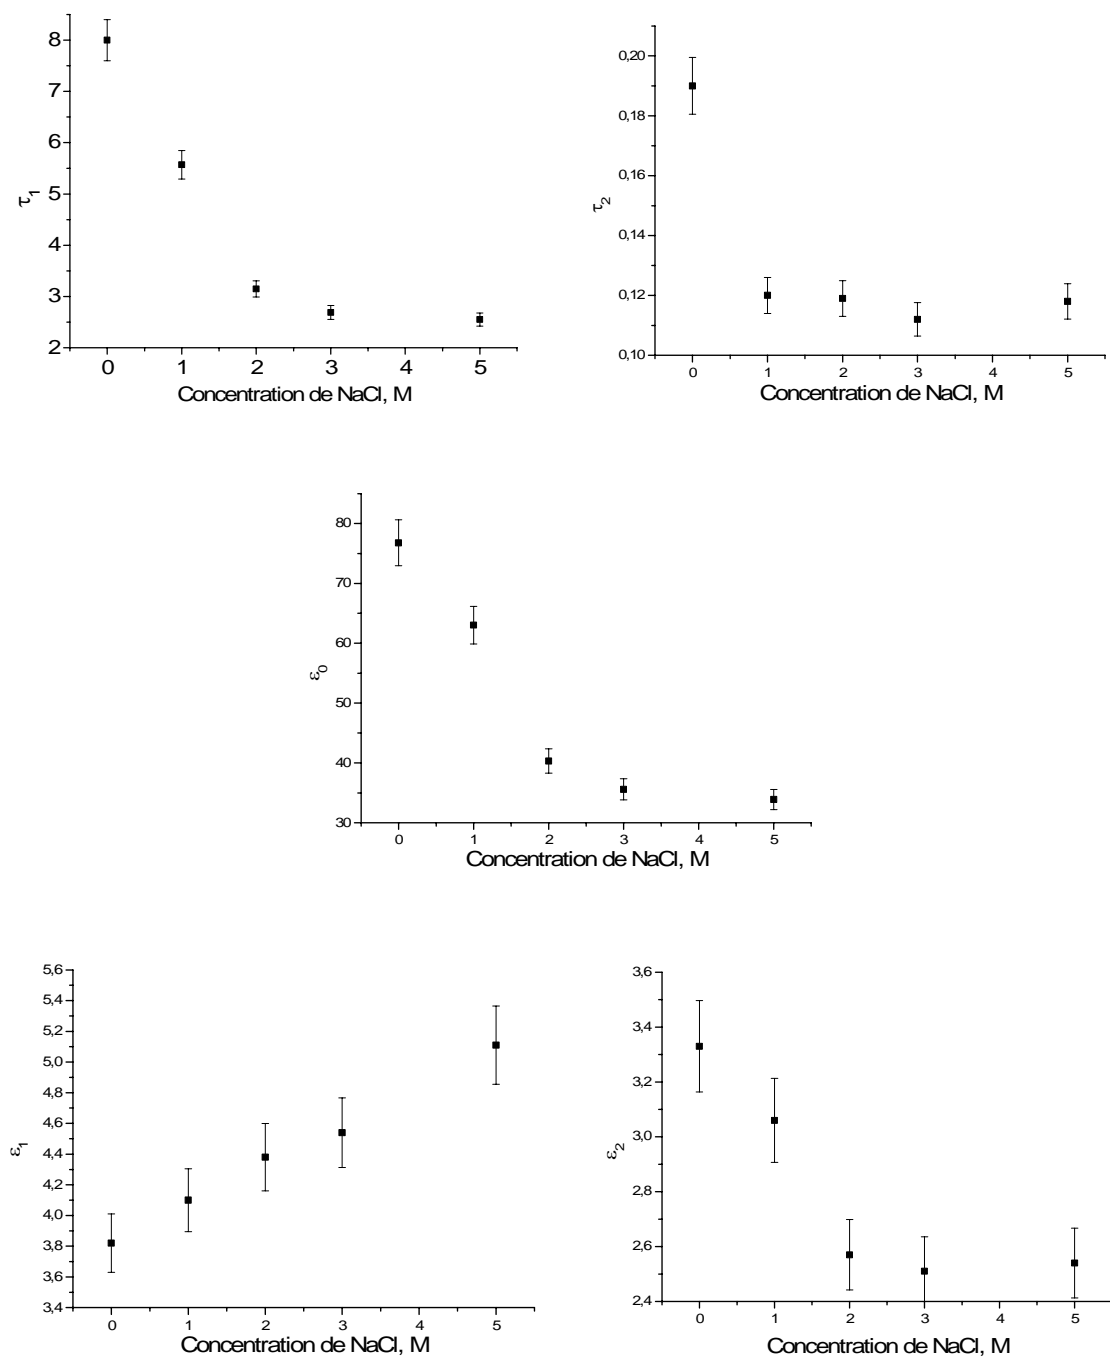 8
7
6
5
4
3
2
τ1
0 1 2 3 4 5
Concentration de NaCl, M
0,20
0,18
0,16
0,14
0,12
0,10
τ2
0 1 2 3 4 5
Concentration de NaCl, M
80
70
60
50
40
30
ε0
0 1 2 3 4 5
Concentration de NaCl, M
5,6
5,4
5,2
5,0
4,8
4,6
4,4
4,2
4,0
3,8
3,6
3,4
ε1
0 1 2 3 4 5
Concentration de NaCl, M
3,6
3,4
3,2
3,0
2,8
2,6
2,4
ε2
0 1 2 3 4 5
Concentration de NaCl, M